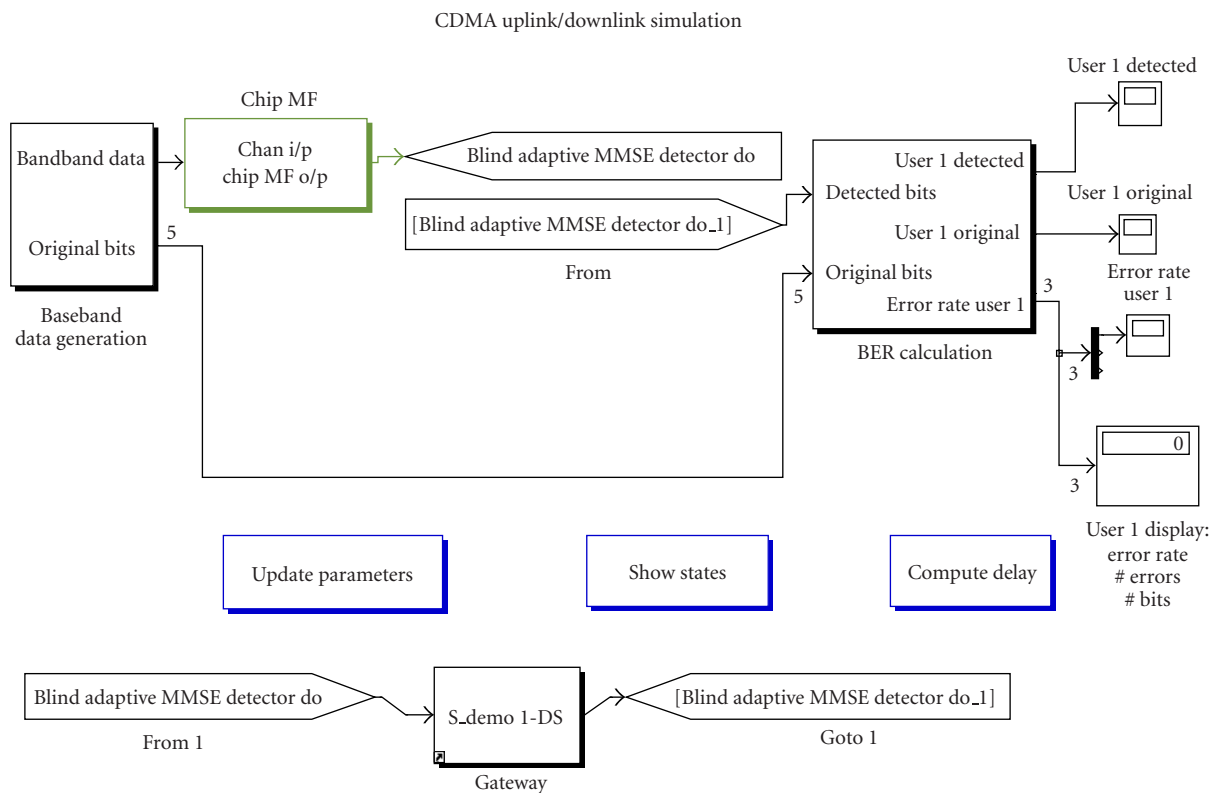 CDMA uplink/downlink simulation
User 1 detected
Chip MF
Bandband data
Original bits
5
Baseband
data generation
Chan i/p
chip MF o/p
Blind adaptive MMSE detector do
[Blind adaptive MMSE detector do_1]
From
User 1 detected
Detected bits
User 1 original
Original bits
5
Error rate user 1
3
BER calculation
User 1 original
Error rate
user 1
3
0
3
User 1 display:
error rate
# errors
# bits
Update parameters
Show states
Compute delay
Blind adaptive MMSE detector do
From 1
S_demo 1-DS
Gateway
[Blind adaptive MMSE detector do_1]
Goto 1